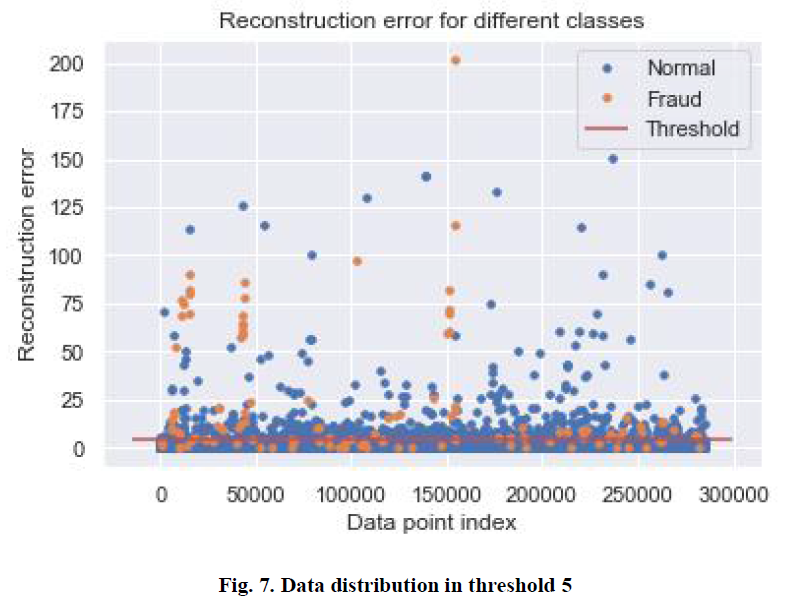 Reconstruction error for different classes
Reconstruction error
200
175
150
125
100
75
50
25
0
Normal
Fraud
Threshold
0 50000 100000 150000 200000 250000 300000
Data point index
Fig. 7. Data distribution in threshold 5